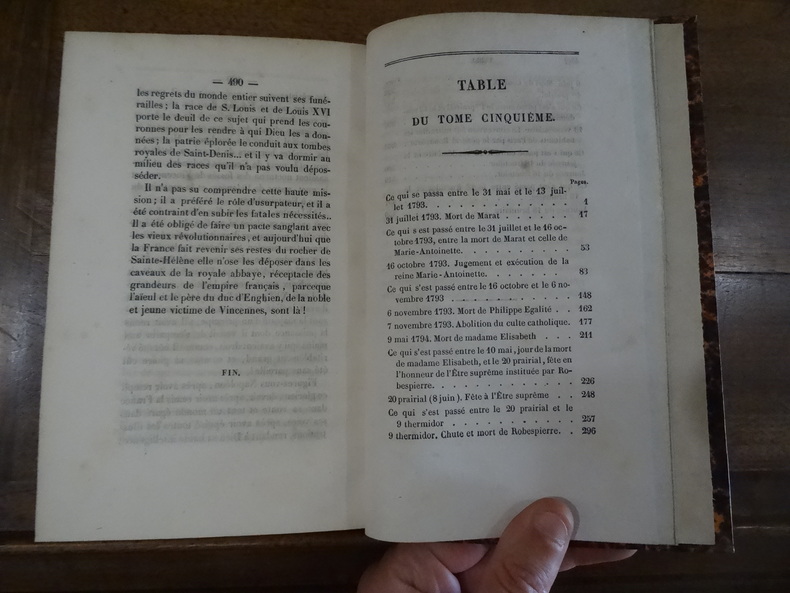 — 490 —
les regrets du monde entier suivent ses funé-
railles; la race de S. Louis et de Louis XVI
porte le deuil de ce sujet qui prend les cou-
ronnes pour les rendre à qui Dieu les a don-
nées; la patrie éplorée le conduit aux tombes
royales de Saint-Denis... et il y va dormir au
milieu des races qu'il n'a pas voulu dépos-
séder.
Il n'a pas su comprendre cette haute mis-
sion; il a préféré le rôle d'usurpateur, et il a
été contraint d'en subir les fatales nécessités..
Il a été obligé de faire un pacte sanglant avec
les vieux révolutionnaires, et aujourd'hui que
la France fait revenir ses restes du rocher de
Sainte-Hélène elle n'ose les déposer dans les
caveaux de la royale abbaye, réceptacle des
grandeurs de l'empire français, parceque
l'aïeul et le père du duc d'Enghien, de la noble
et jeune victime de Vincennes, sont là!
FIN.
TABLE
DU TOME CINQUIÈME.
Pages.
Ce qui se passa entre le 31 mai et le 13 juil-
let 1793. . . . . . . . . . . . 1
31 juillet 1793. Mort de Marat . . . . . 17
Ce qui s est passé entre le 31 juillet et le 16 oc-
tobre 1793, entre la mort de Marat et celle de
Marie-Antoinette. . . . . . . . . . 53
16 octobre 1793. Jugement et exécution de la
reine Marie-Antoinette. . . . . . . . 83
Ce qui s'est passé entre le 16 octobre et le 6 no-
vembre 1793 . . . . . . . . . . 148
6 novembre 1793. Mort de Philippe Egalité . . 162
7 novembre 1793. Abolition du culte catholique. 177
9 mai 1794. Mort de madame Elisabeth . . . 211
Ce qui s'est passé entre le 10 mai, jour de la mort
de madame Elisabeth, et le 20 prairial, fête en
l'honneur de l'Être suprême instituée par Ro-
bespierre. . . . . . . . . . . . 226
20 prairial (8 juin). Fête à l'Être suprême . . 248
Ce qui s'est passé entre le 20 prairial et le
9 thermidor . . . . . . . . . . 257
9 thermidor, Chute et mort de Robespierre. . 296